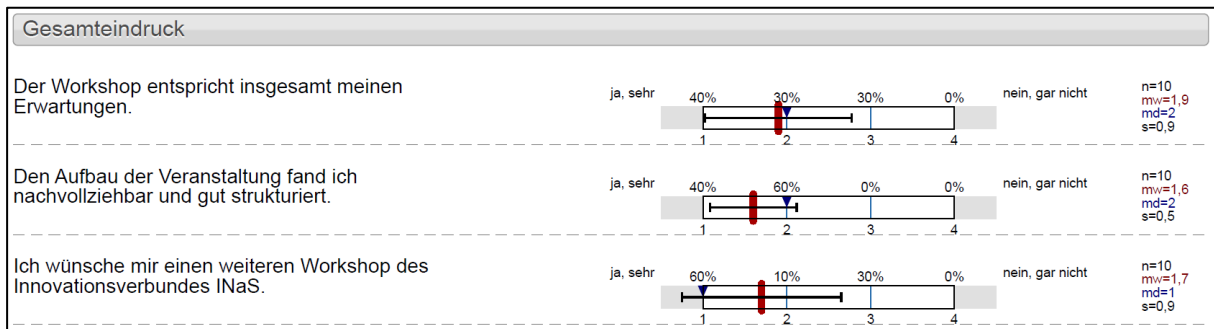 Gesamteindruck
Der Workshop entspricht insgesamt meinen
Erwartungen.
ja, sehr
40% 30% 30% 0%
nein, gar nicht
1 2 3 4
n=10
mw=1,9
md=2
s=0,9
Den Aufbau der Veranstaltung fand ich
nachvollziehbar und gut strukturiert.
ja, sehr
40% 60% 0% 0%
nein, gar nicht
1 2 3 4
n=10
mw=1,6
md=2
s=0,5
Ich wünsche mir einen weiteren Workshop des
Innovationsverbundes INaS.
ja, sehr
60% 10% 30% 0%
nein, gar nicht
1 2 3 4
n=10
mw=1,7
md=1
s=0,9